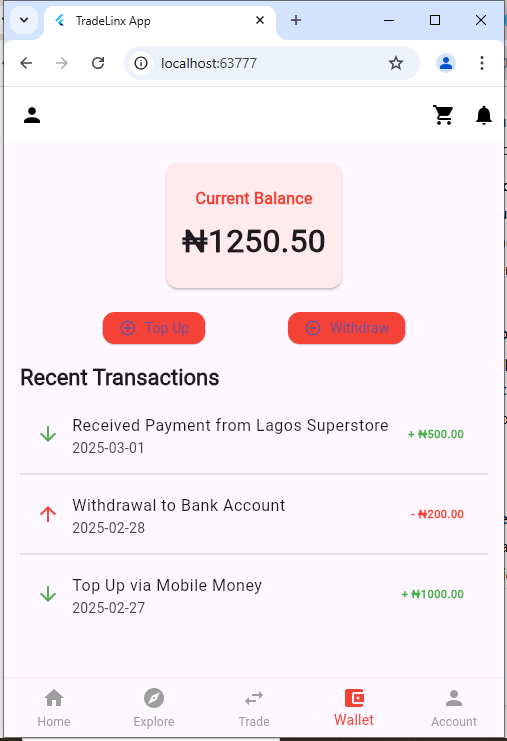 TradeLinx App
localhost:63777
Current Balance
₦1250.50
Top Up
Withdraw
Recent Transactions
Received Payment from Lagos Superstore
2025-03-01
+ ₦500.00
Withdrawal to Bank Account
2025-02-28
- ₦200.00
Top Up via Mobile Money
2025-02-27
+ ₦1000.00
Home
Explore
Trade
Wallet
Account